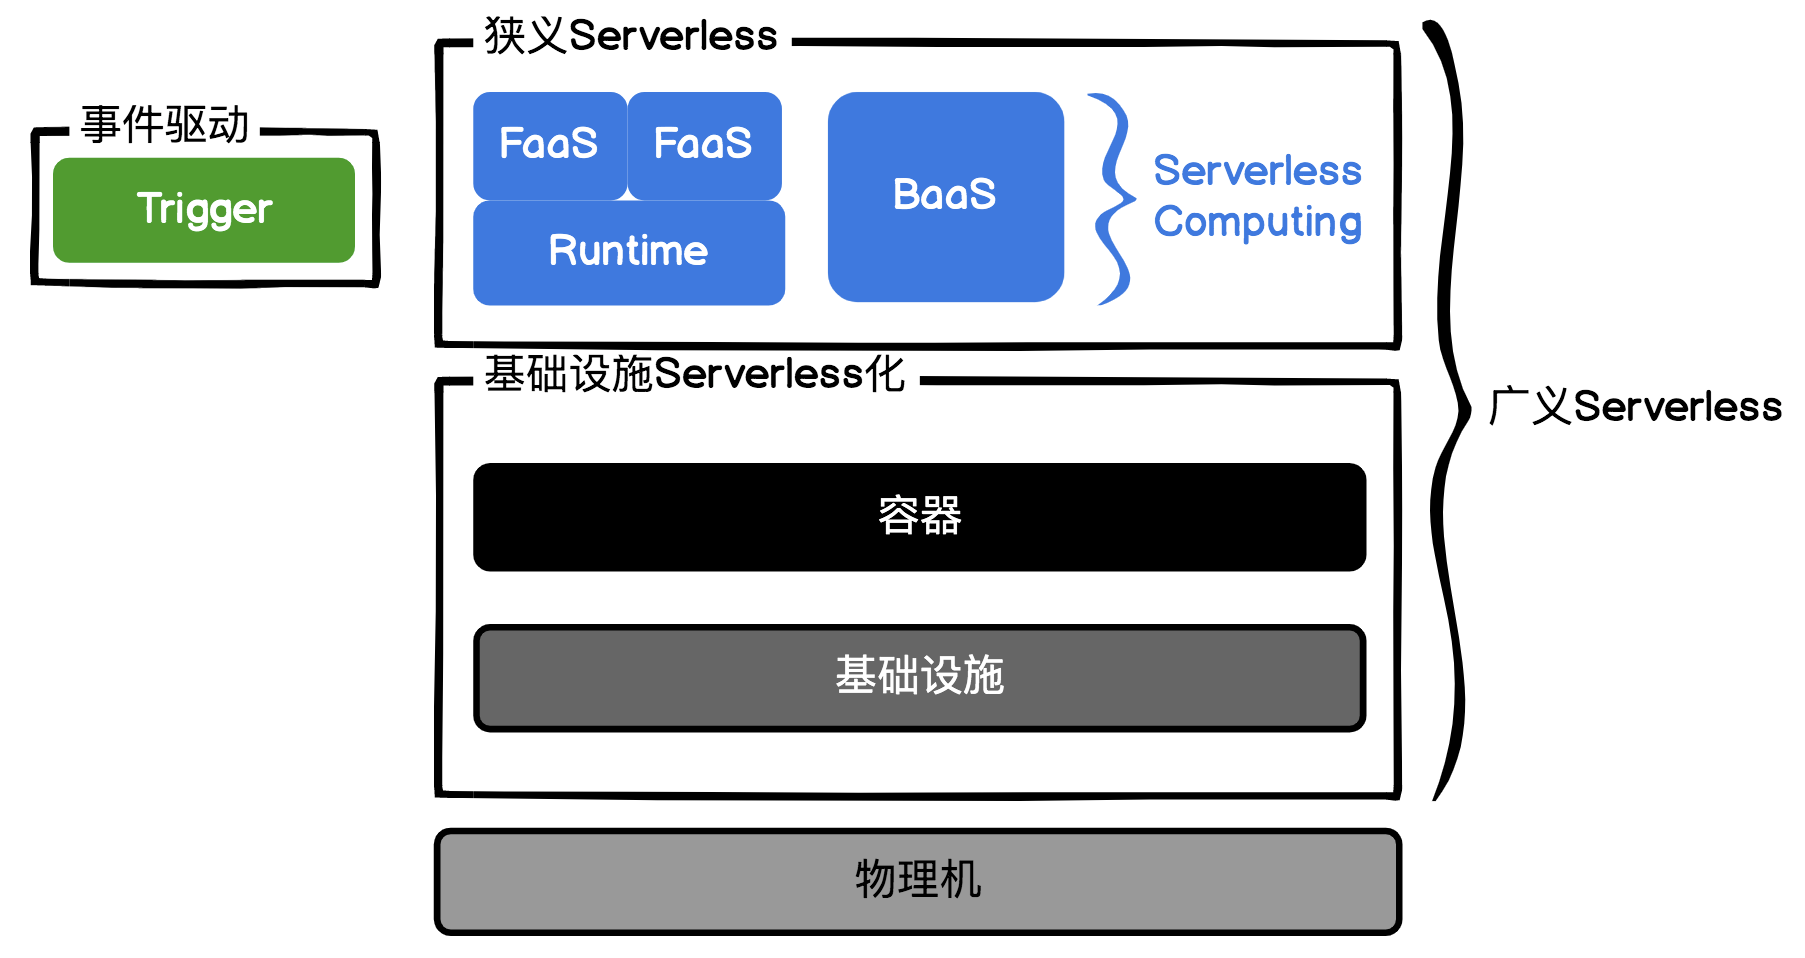 狭义Serverless
事件驱动
Trigger
FaaS
FaaS
Runtime
BaaS
Serverless
Computing
基础设施Serverless化
容器
基础设施
广义Serverless
物理机